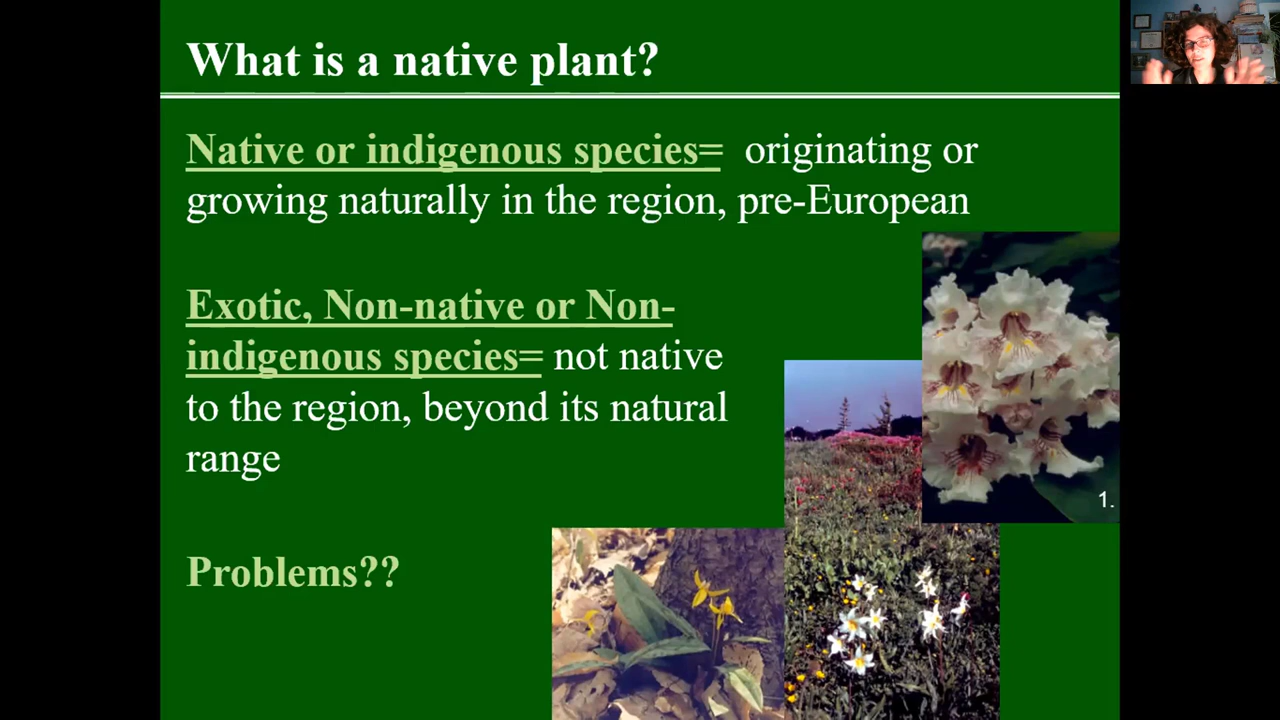 What is a native plant?
Native or indigenous species= originating or
growing naturally in the region, pre-European
Exotic, Non-native or Non-
indigenous species= not native
to the region, beyond its natural
range
1.
Problems??